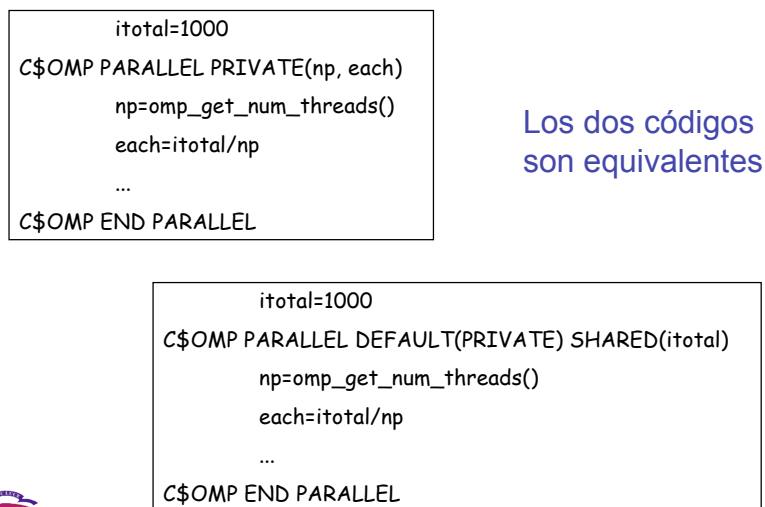 itotal=1000
C$OMP PARALLEL PRIVATE(np, each)
np=omp_get_num_threads()
each=itotal/np
...
C$OMP END PARALLEL
Los dos códigos
son equivalentes
itotal=1000
C$OMP PARALLEL DEFAULT(PRIVATE) SHARED(itotal)
np=omp_get_num_threads()
each=itotal/np
...
C$OMP END PARALLEL